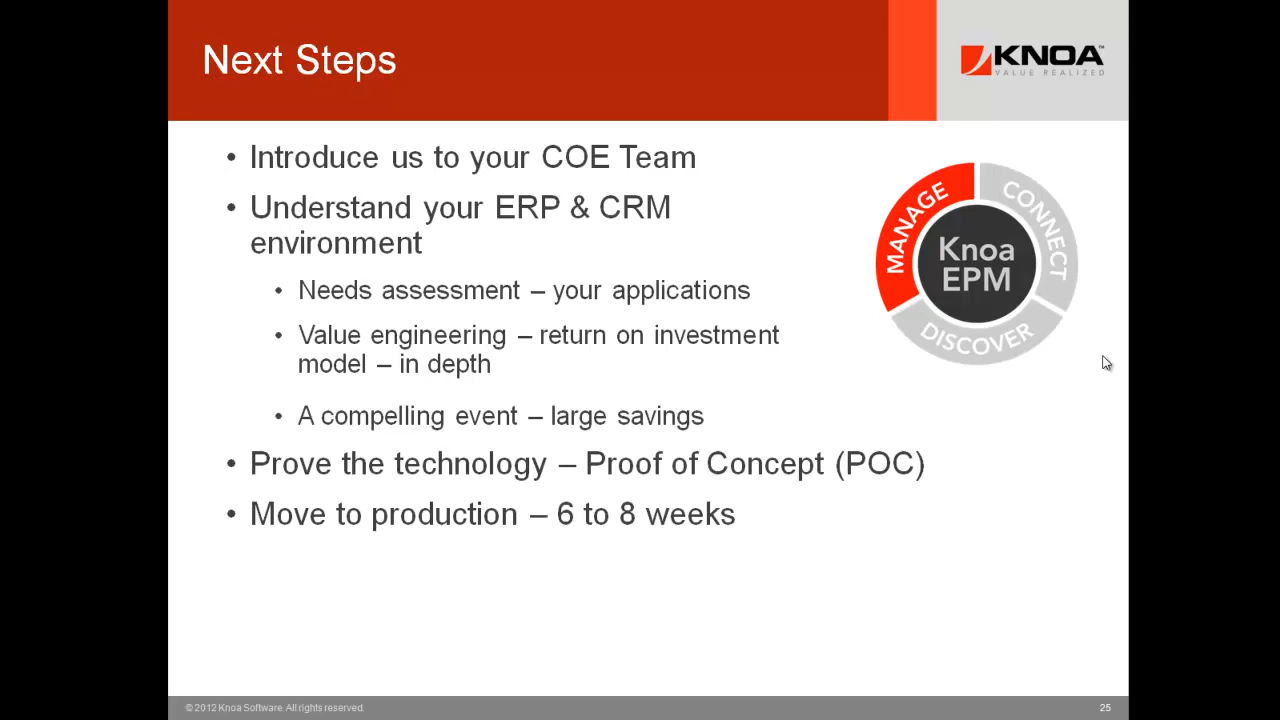 Next Steps
KNOA™
VALUE REALIZED
• Introduce us to your COE Team
• Understand your ERP & CRM
environment
• Needs assessment – your applications
• Value engineering – return on investment
model – in depth
• A compelling event – large savings
• Prove the technology – Proof of Concept (POC)
• Move to production – 6 to 8 weeks
MANAGE
CONNECT
DISCOVER
Knoa
EPM
© 2012 Knoa Software. All rights reserved.
25